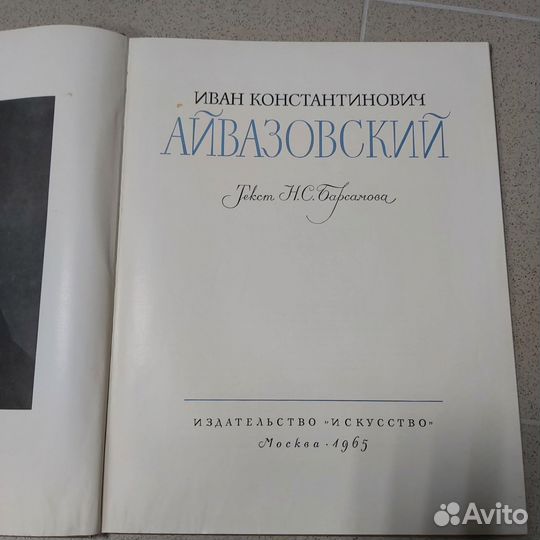 ИВАН КОНСТАНТИНОВИЧ
АЙВАЗОВСКИЙ
Текст Н.С.Барсамова
ИЗДАТЕЛЬСТВО „ИСКУССТВО"
Москва · 1965
Avito